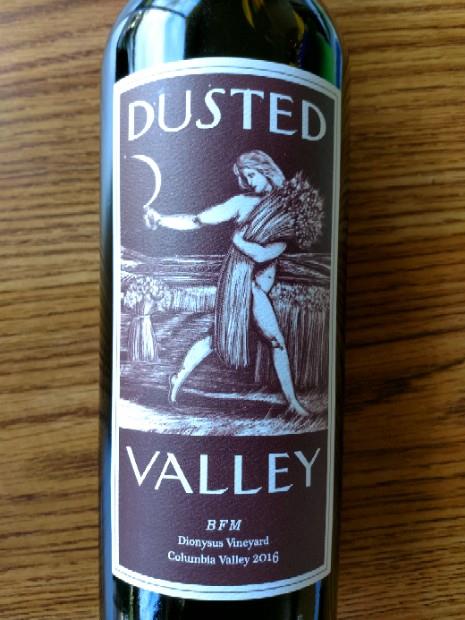 DUSTED
VALLEY
BFM
Dionysus Vineyard
Columbia Valley 2016